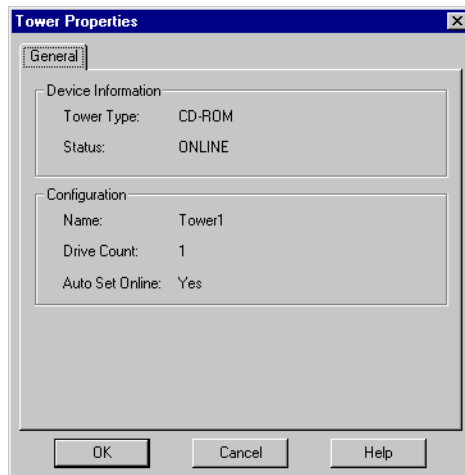 Tower Properties
General
Device Information
Tower Type: CD-ROM
Status: ONLINE
Configuration
Name: Tower1
Drive Count: 1
Auto Set Online: Yes
OK Cancel Help